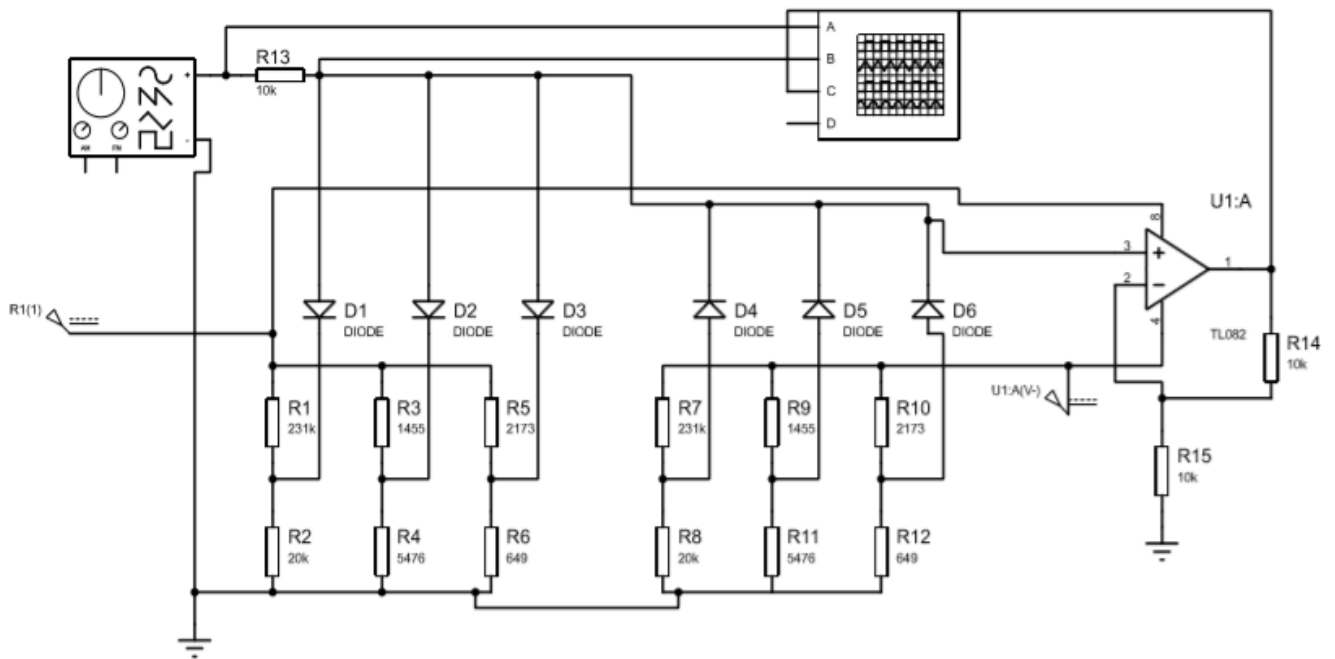 R13
10k
+
-
AM
FM
A
B
C
D
U1:A
8
3
+
1
2
−
4
TL082
R14
10k
R1(1)
D1
DIODE
D2
DIODE
D3
DIODE
D4
DIODE
D5
DIODE
D6
DIODE
U1:A(V-)
R1
231k
R3
1455
R5
2173
R7
231k
R9
1455
R10
2173
R15
10k
R2
20k
R4
5476
R6
649
R8
20k
R11
5476
R12
649